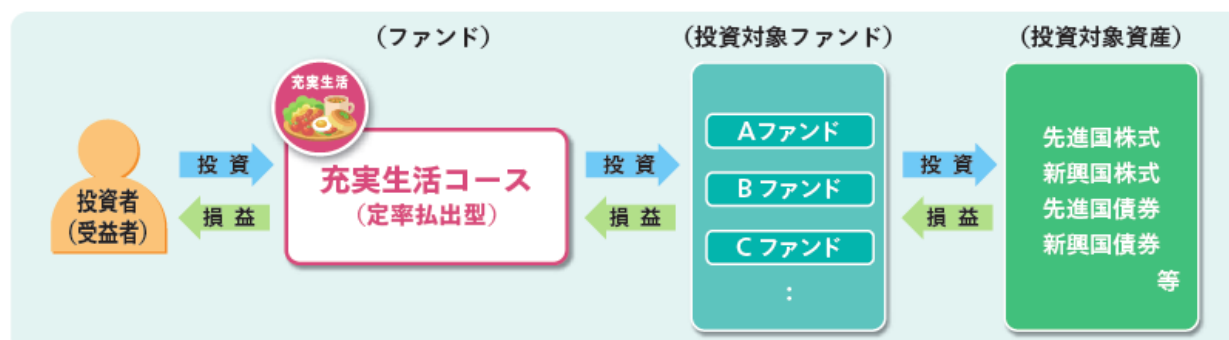 （ファンド）
（投資対象ファンド）
（投資対象資産）
充実生活
投資者
（受益者）
投資
損益
充実生活コース
（定率払出型）
投資
損益
Aファンド
Bファンド
Cファンド
：
投資
損益
先進国株式
新興国株式
先進国債券
新興国債券
等